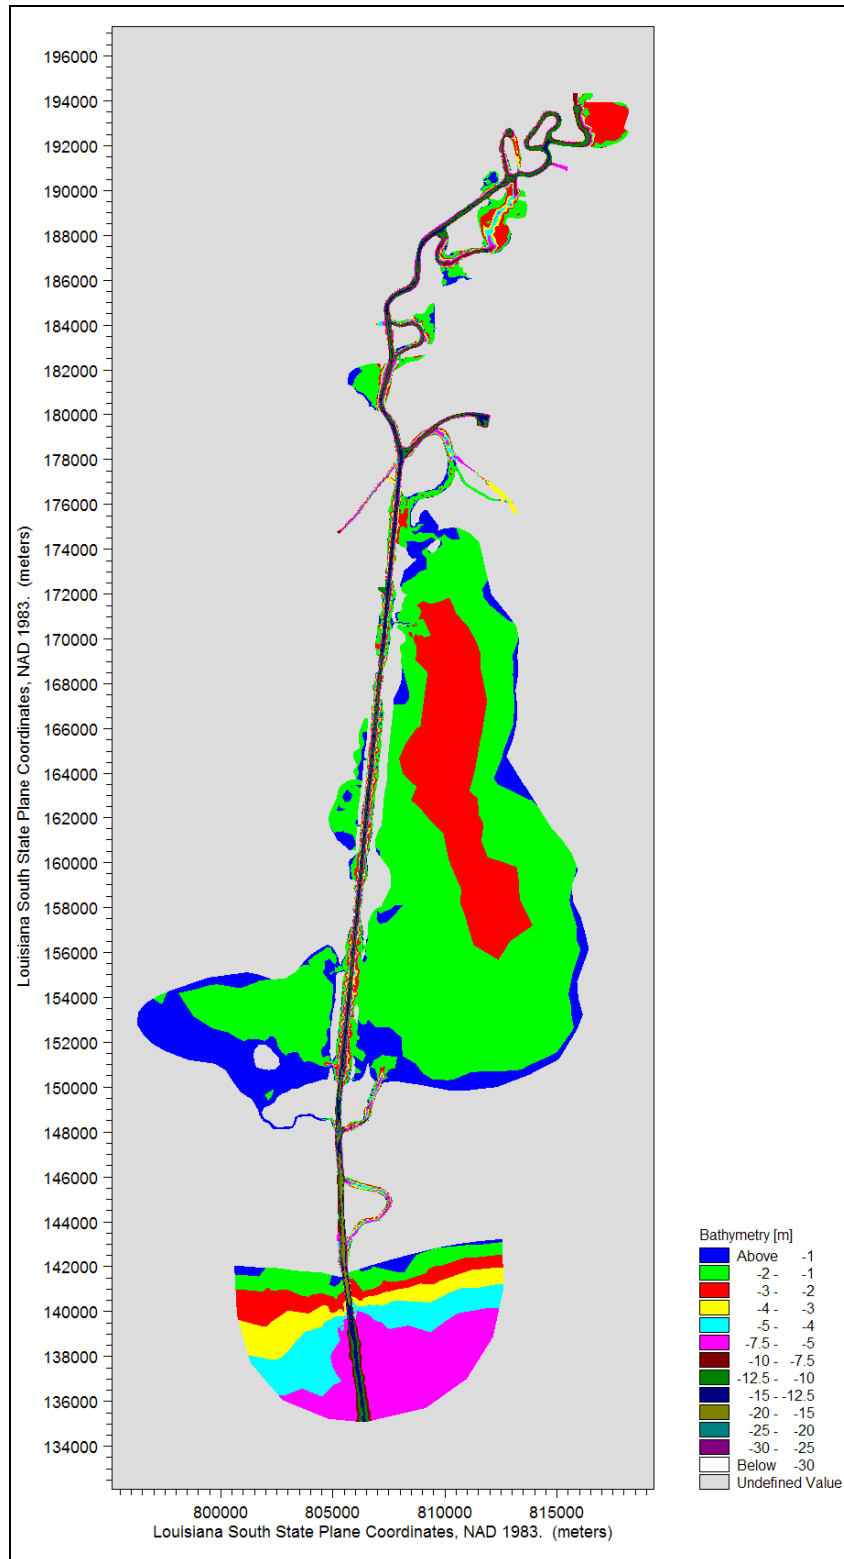 196000
194000
192000
190000
188000
186000
184000
182000
180000
178000
176000
174000
172000
170000
168000
166000
164000
162000
160000
158000
156000
154000
152000
150000
148000
146000
144000
142000
140000
138000
136000
134000
Louisiana South State Plane Coordinates, NAD 1983. (meters)
800000 805000 810000 815000
Louisiana South State Plane Coordinates, NAD 1983. (meters)
Bathymetry [m]
Above -1
-2 - -1
-3 - -2
-4 - -3
-5 - -4
-7.5 - -5
-10 - -7.5
-12.5 - -10
-15 - -12.5
-20 - -15
-25 - -20
-30 - -25
Below -30
Undefined Value